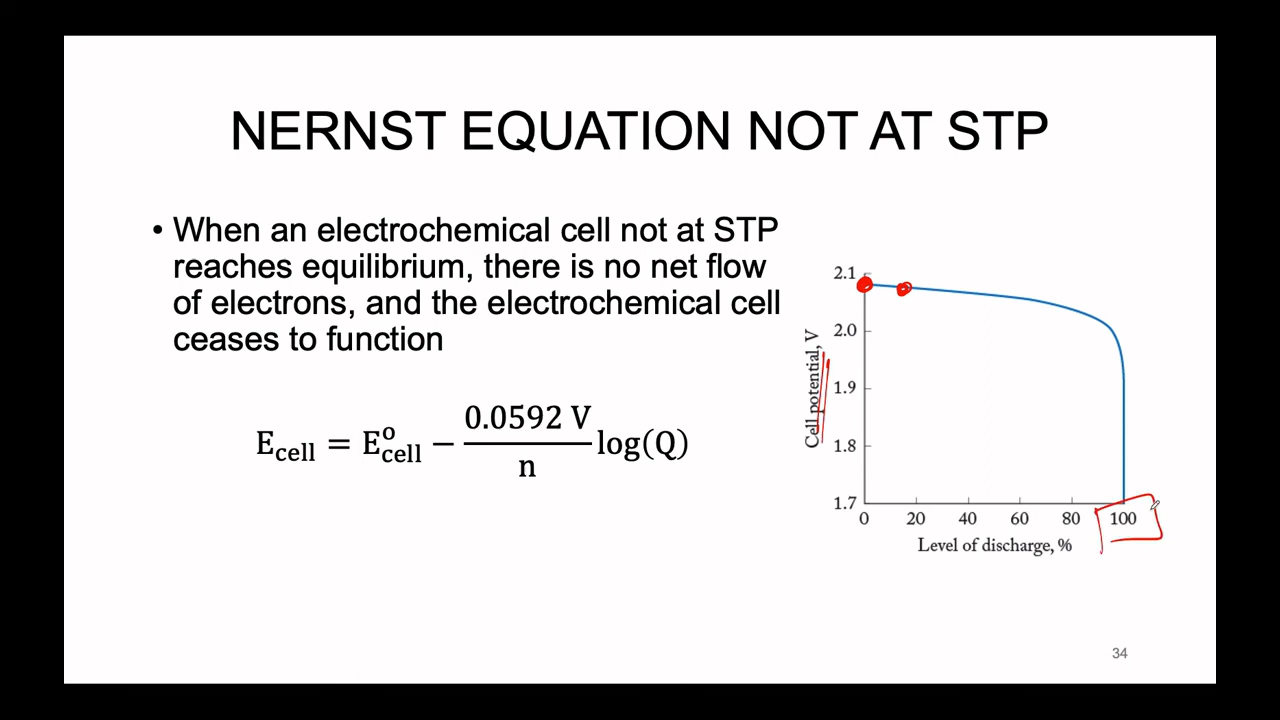 NERNST EQUATION NOT AT STP
• When an electrochemical cell not at STP
reaches equilibrium, there is no net flow
of electrons, and the electrochemical cell
ceases to function
E_cell = E°_cell − 0.0592 V / n log(Q)
Cell potential, V
2.1
2.0
1.9
1.8
1.7
0 20 40 60 80 100
Level of discharge, %
34